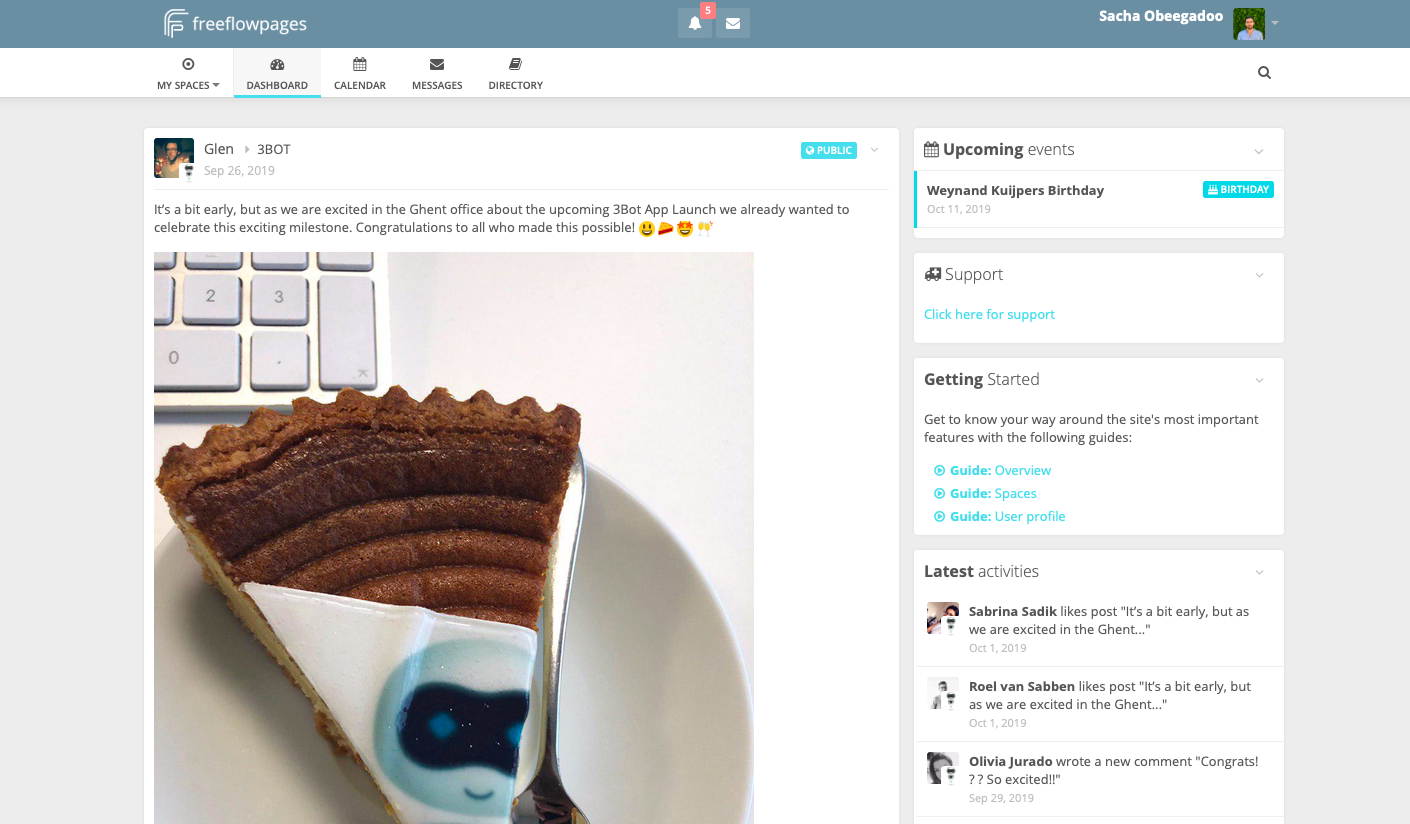 freeflowpages
5
Sacha Obeegadoo
MY SPACES
DASHBOARD
CALENDAR
MESSAGES
DIRECTORY
Glen 3BOT
PUBLIC
Sep 26, 2019
It's a bit early, but as we are excited in the Ghent office about the upcoming 3Bot App Launch we already wanted to
celebrate this exciting milestone. Congratulations to all who made this possible!
2 3
0 .
Upcoming events
Weynand Kuijpers Birthday
BIRTHDAY
Oct 11, 2019
Support
Click here for support
Getting Started
Get to know your way around the site's most important
features with the following guides:
Guide: Overview
Guide: Spaces
Guide: User profile
Latest activities
Sabrina Sadik likes post "It's a bit early, but as
we are excited in the Ghent..."
Oct 1, 2019
Roel van Sabben likes post "It's a bit early, but
as we are excited in the Ghent..."
Oct 1, 2019
Olivia Jurado wrote a new comment "Congrats!
? ? So excited!!"
Sep 29, 2019